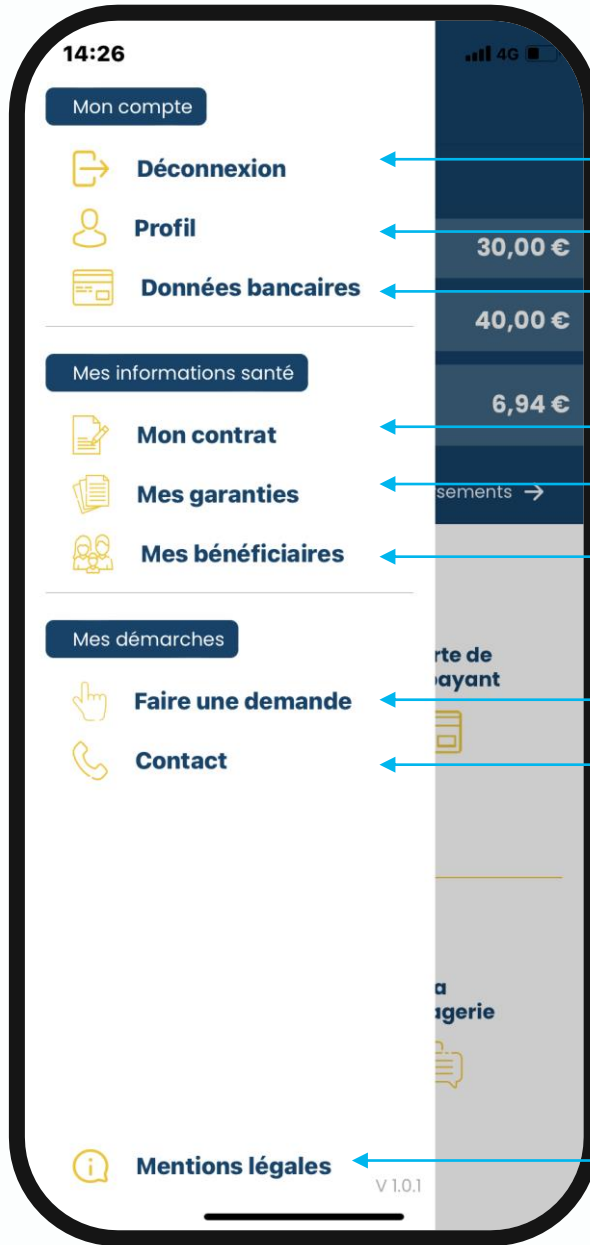 14:26
4G
Mon compte
Déconnexion
Profil
30,00 €
Données bancaires
40,00 €
Mes informations santé
6,94 €
Mon contrat
Mes garanties
sements →
Mes bénéficiaires
Mes démarches
rte de
ayant
Faire une demande
Contact
a
agerie
Mentions légales
V 1.0.1